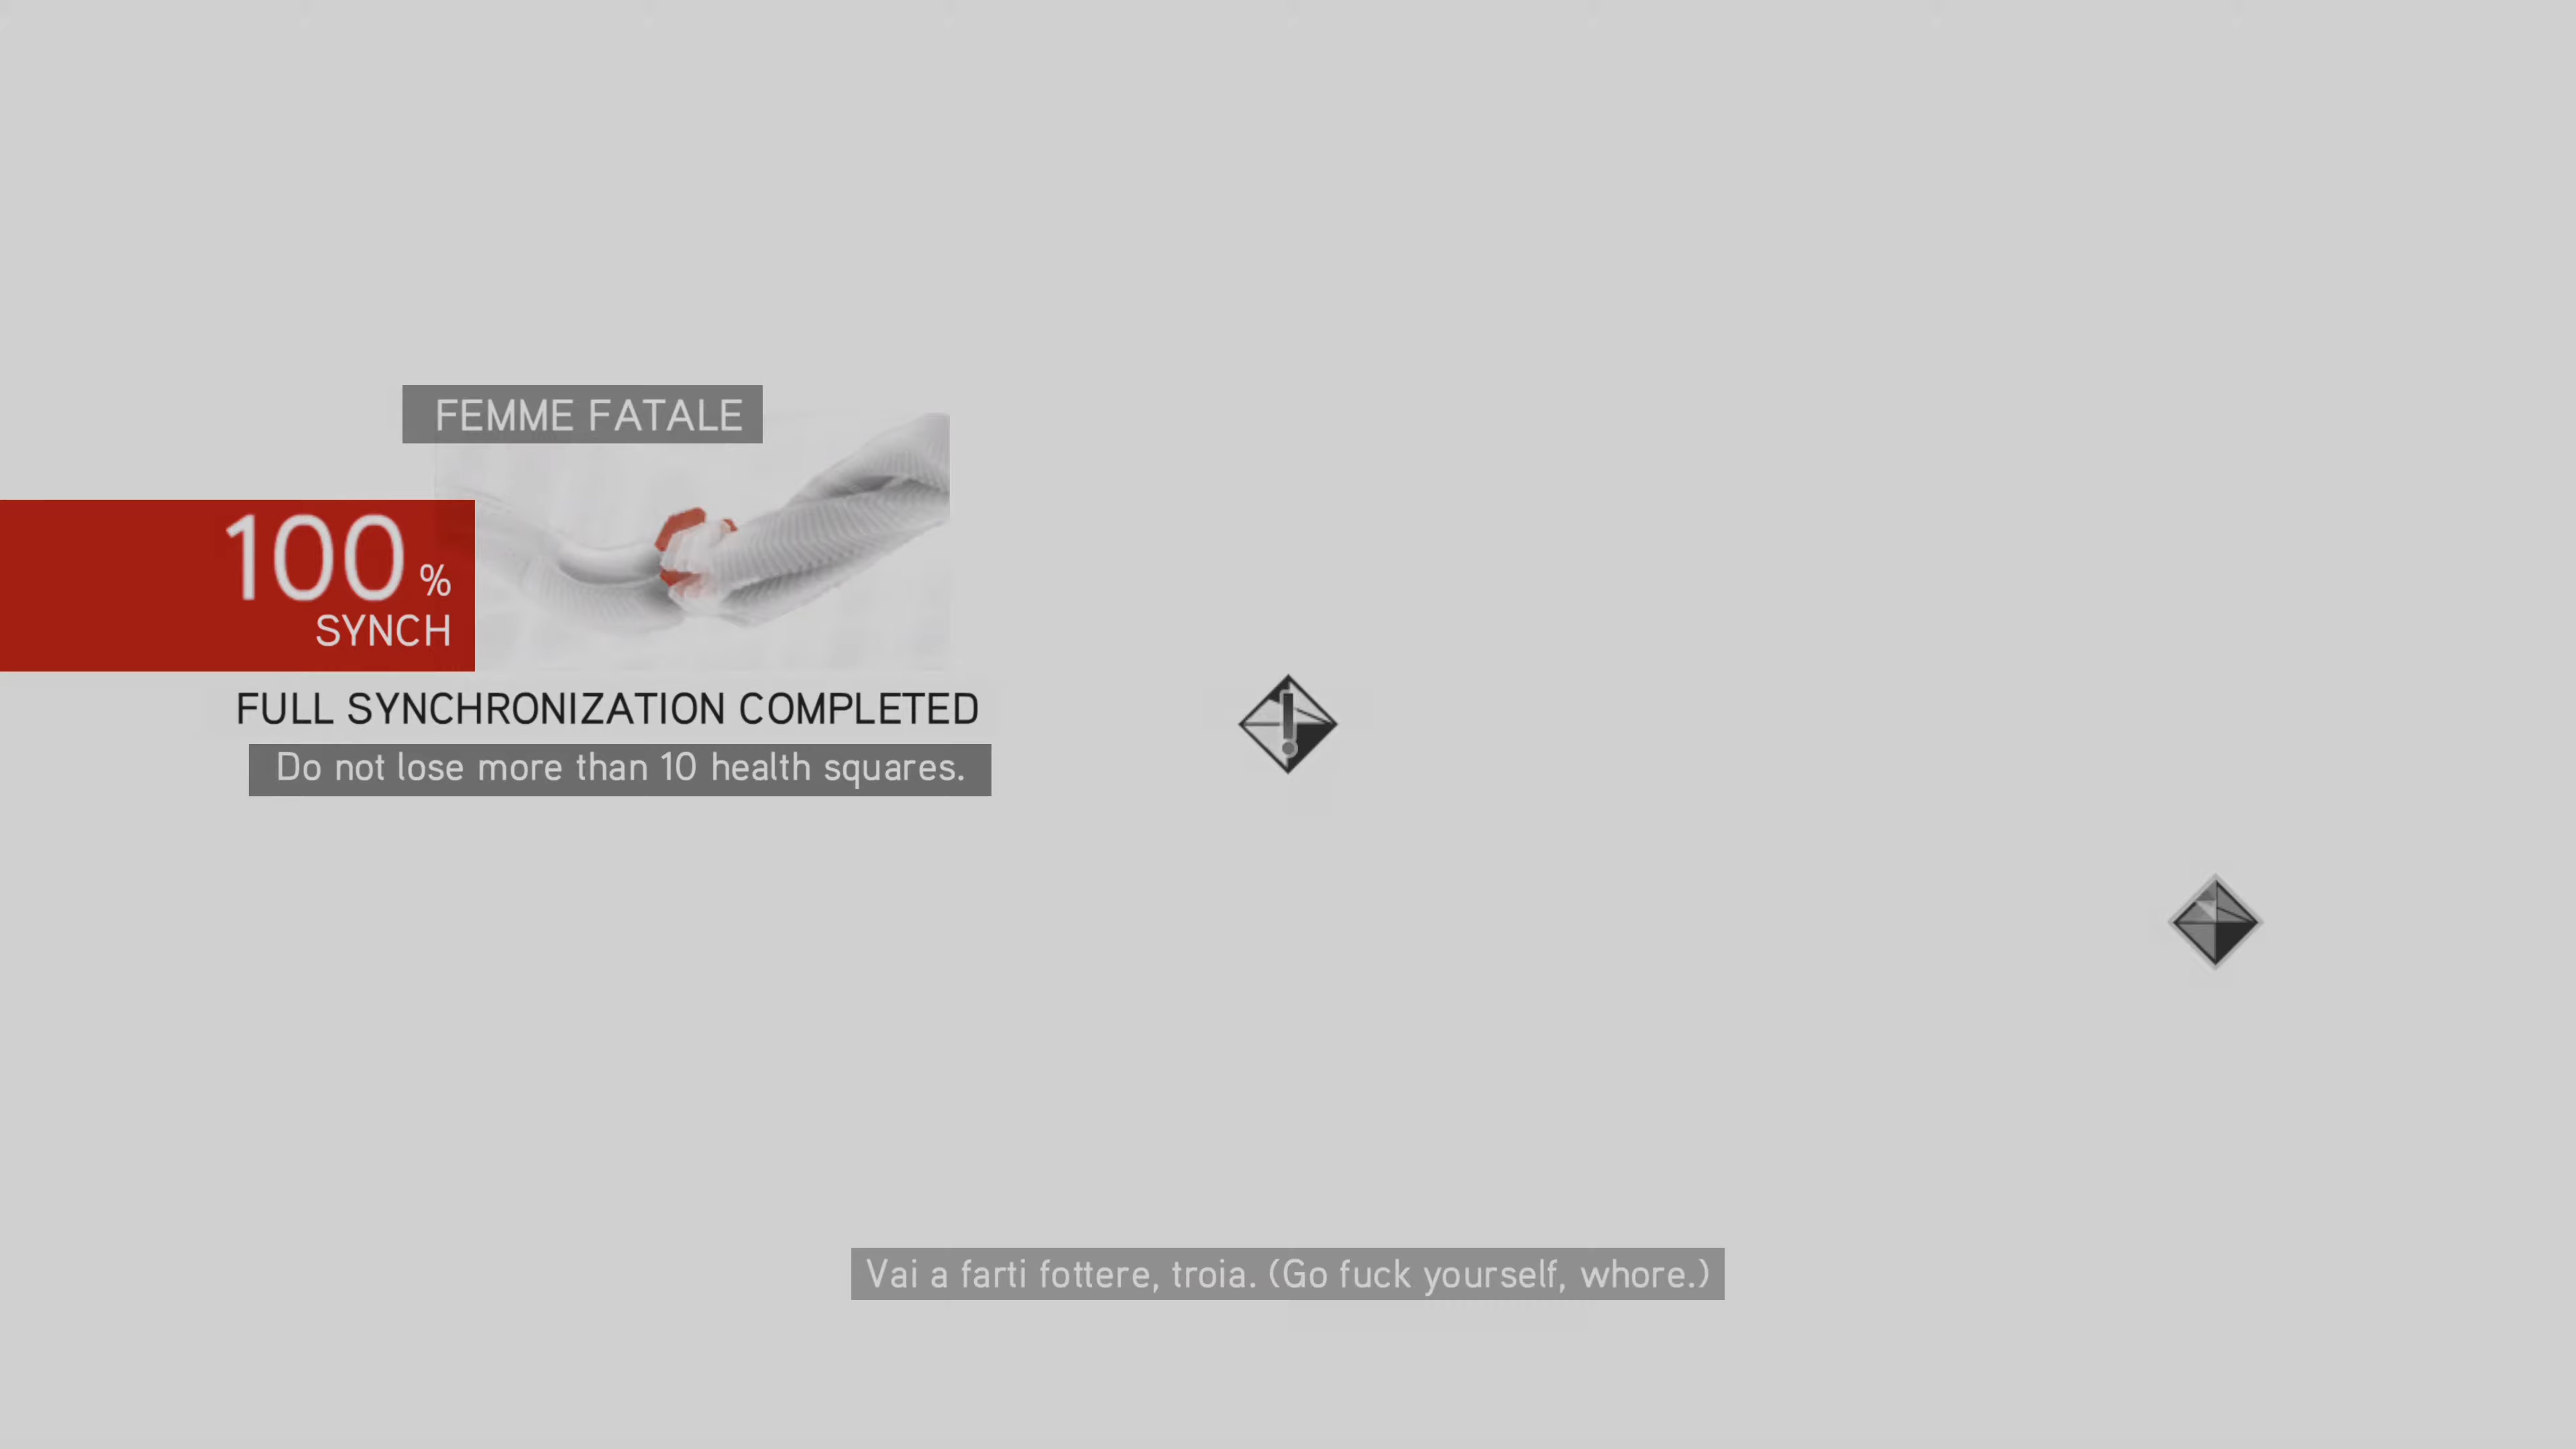 FEMME FATALE
100 %
SYNCH
FULL SYNCHRONIZATION COMPLETED
Do not lose more than 10 health squares.
Vai a farti fottere, troia. (Go fuck yourself, whore.)